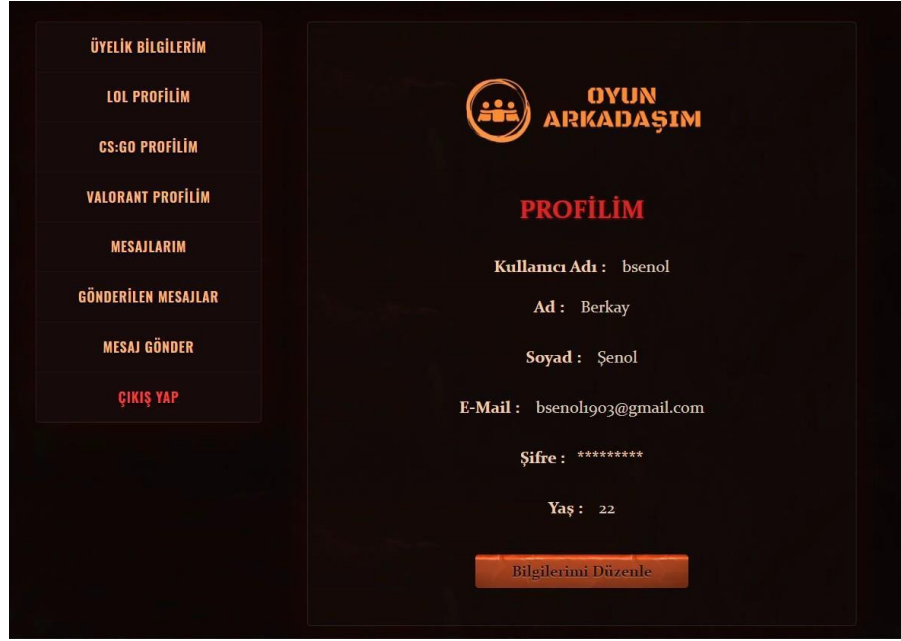 ÜYELİK BİLGİLERİM
LOL PROFİLİM
CS:GO PROFİLİM
VALORANT PROFİLİM
MESAJLARIM
GÖNDERİLEN MESAJLAR
MESAJ GÖNDER
ÇIKIŞ YAP
OYUN
ARKADAŞIM
PROFİLİM
Kullanıcı Adı : bsenol
Ad : Berkay
Soyad : Şenol
E-Mail : bsenol1903@gmail.com
Şifre : *********
Yaş : 22
Bilgilerimi Düzenle